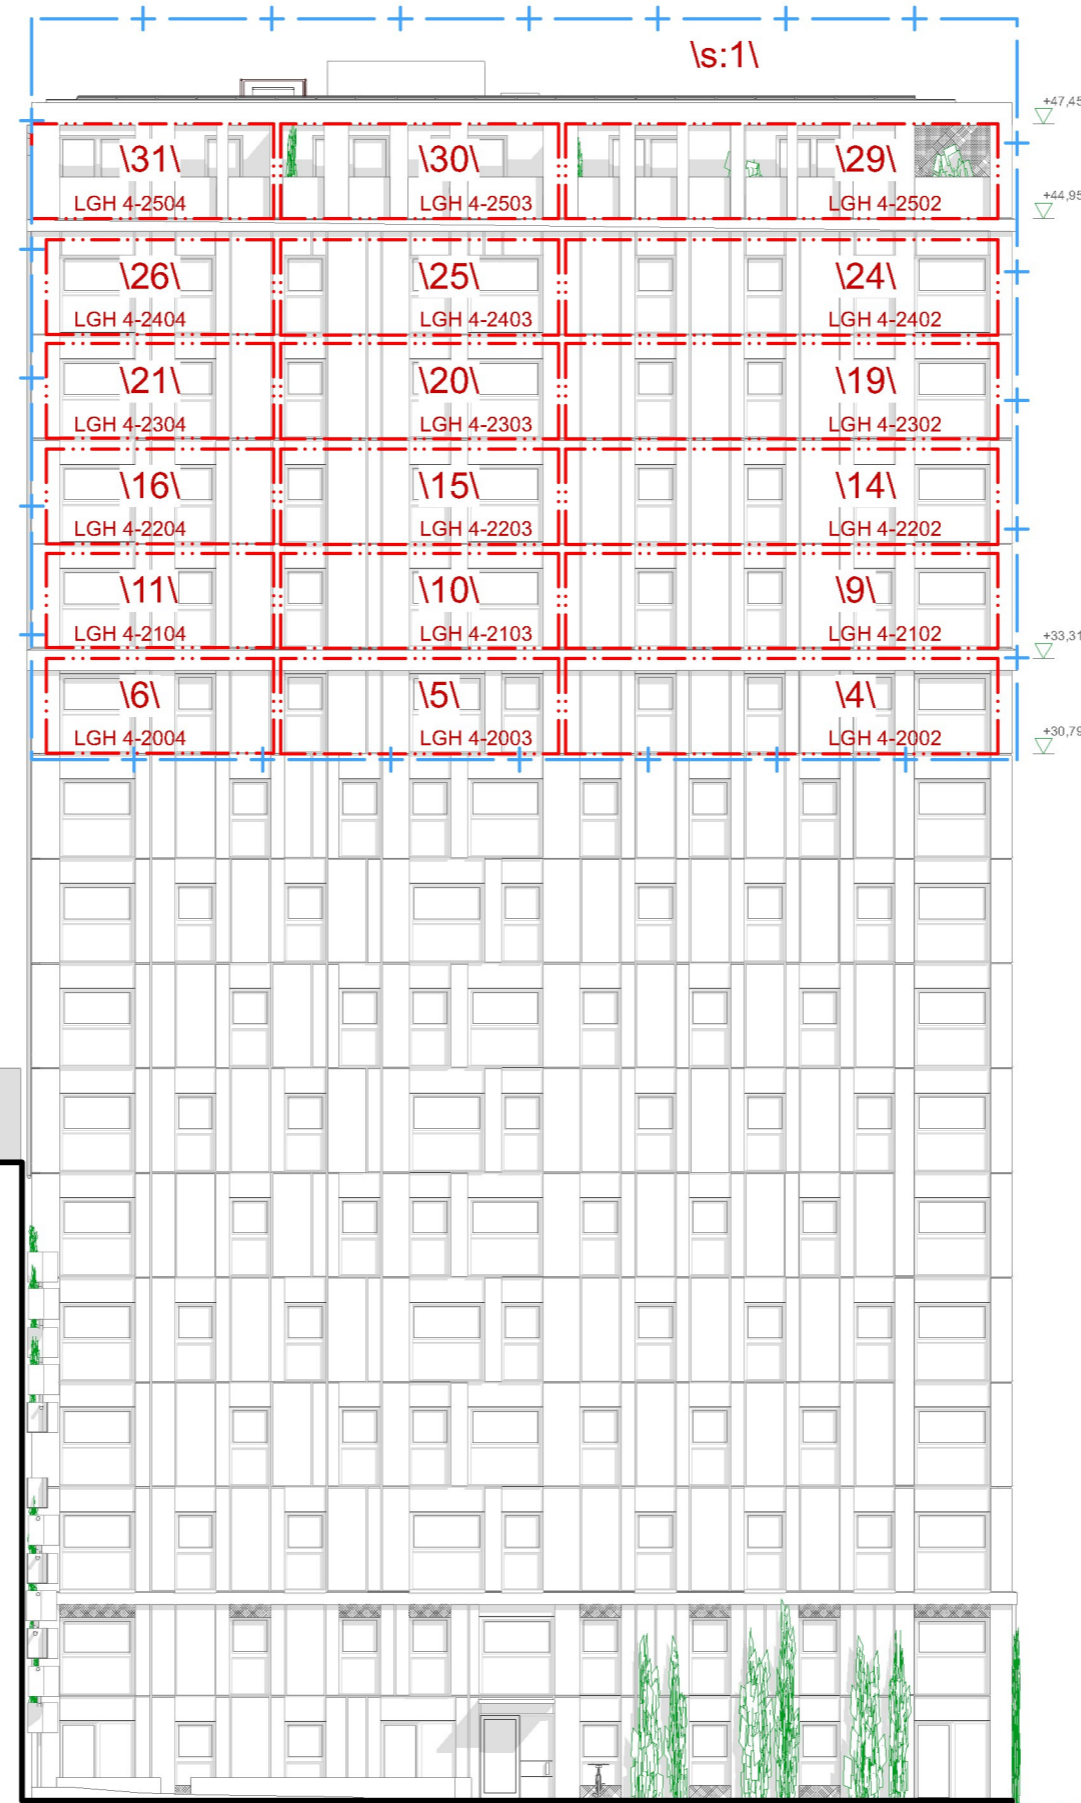 \s:1\
+47,45
\31\ \30\ \29\
LGH 4-2504 LGH 4-2503 LGH 4-2502
+44,95
\26\ \25\ \24\
LGH 4-2404 LGH 4-2403 LGH 4-2402
\21\ \20\ \19\
LGH 4-2304 LGH 4-2303 LGH 4-2302
\16\ \15\ \14\
LGH 4-2204 LGH 4-2203 LGH 4-2202
\11\ \10\ \9\
LGH 4-2104 LGH 4-2103 LGH 4-2102
+33,31
\6\ \5\ \4\
LGH 4-2004 LGH 4-2003 LGH 4-2002
+30,79